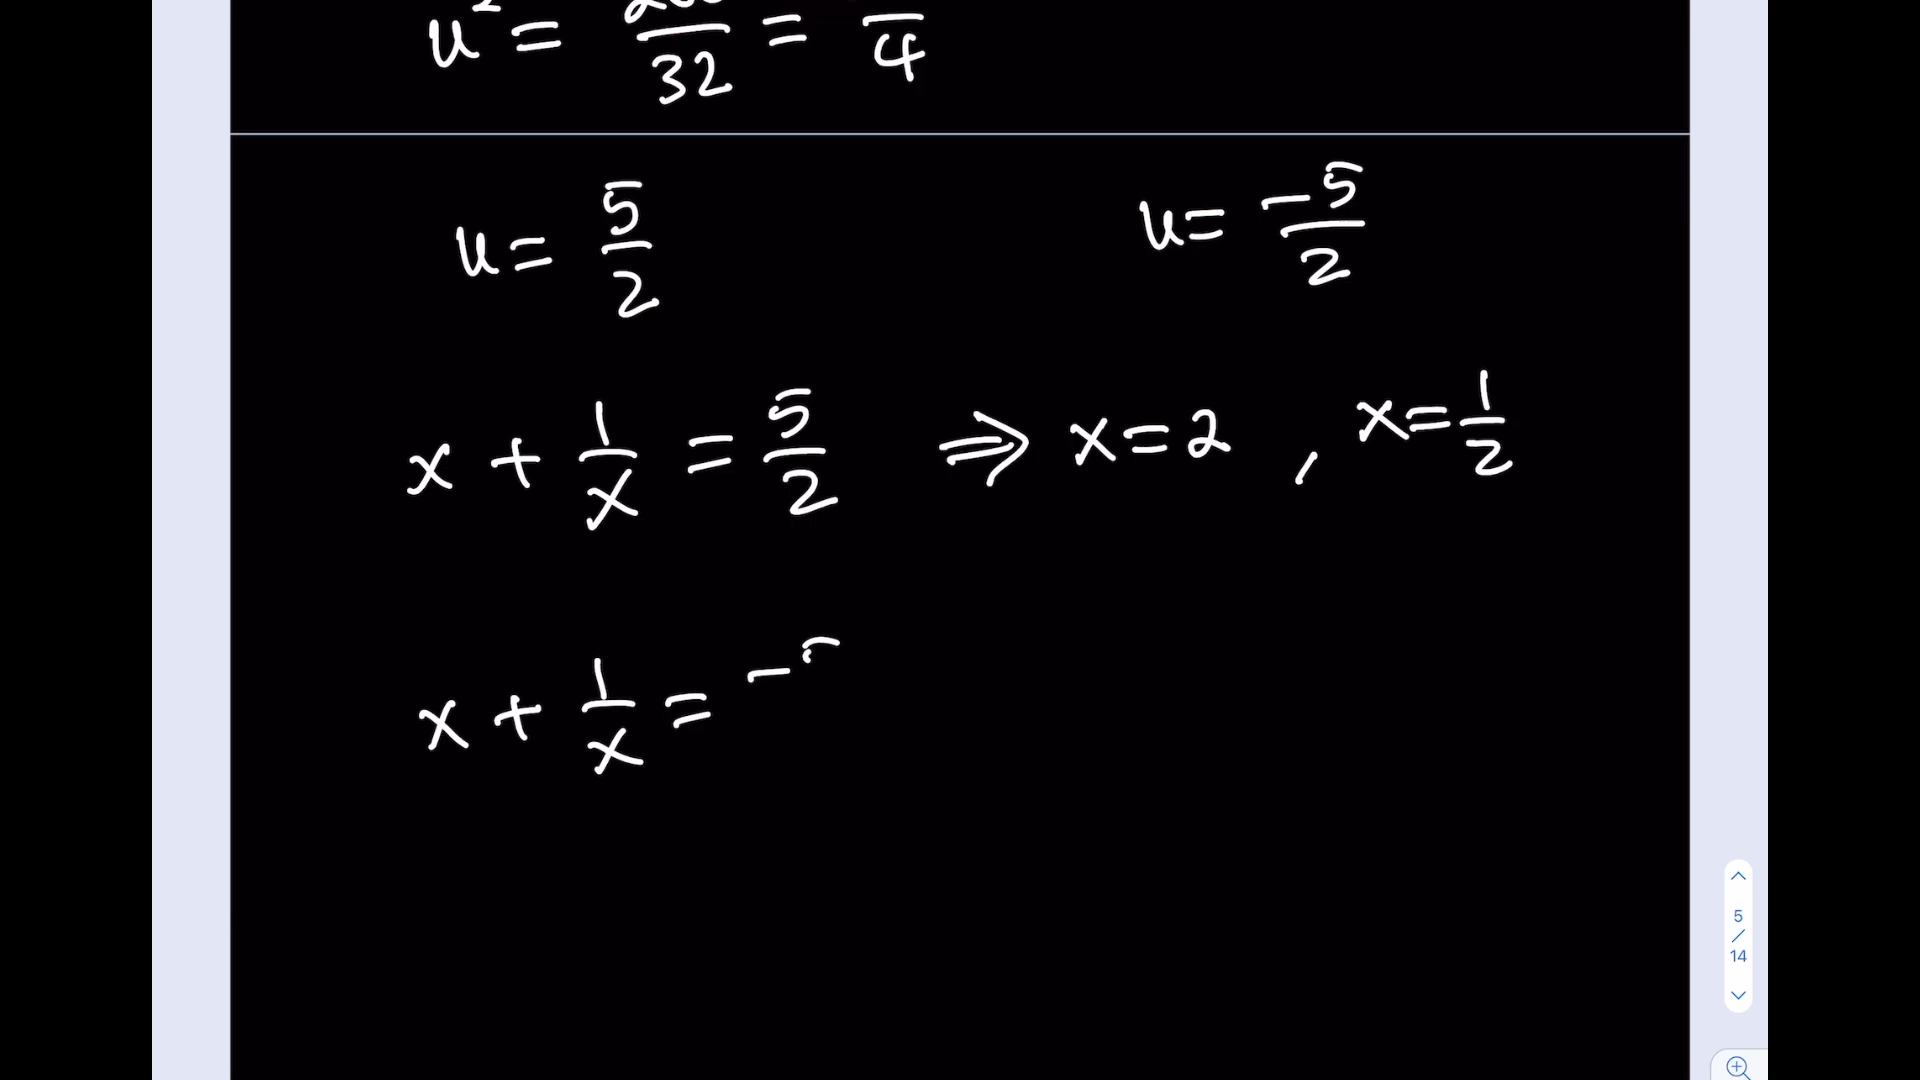 u² = /32 = /4
u = 5/2
u = -5/2
x + 1/x = 5/2 ⇒ x = 2 , x = 1/2
x + 1/x = -
5
/
14